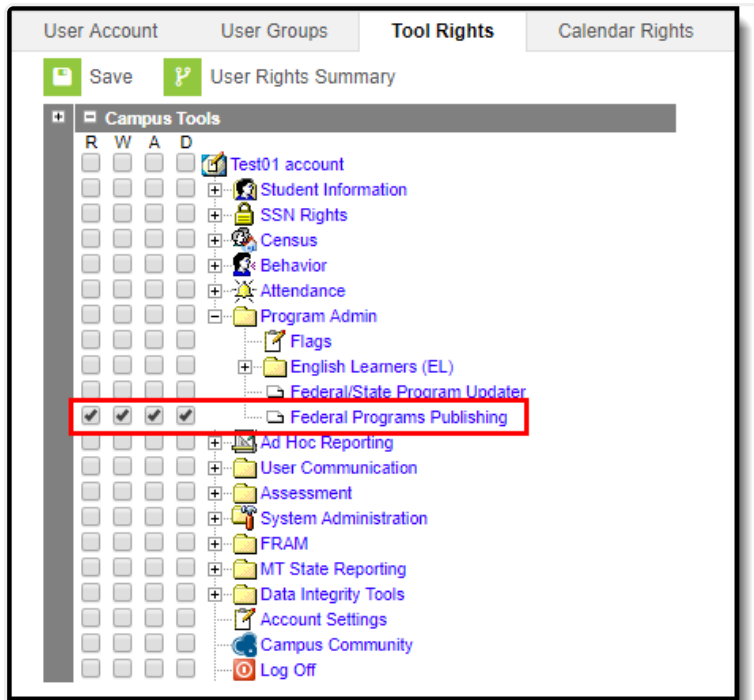 User Account User Groups Tool Rights Calendar Rights
Save User Rights Summary
Campus Tools
R W A D
Test01 account
Student Information
SSN Rights
Census
Behavior
Attendance
Program Admin
Flags
English Learners (EL)
Federal/State Program Updater
Federal Programs Publishing
Ad Hoc Reporting
User Communication
Assessment
System Administration
FRAM
MT State Reporting
Data Integrity Tools
Account Settings
Campus Community
Log Off